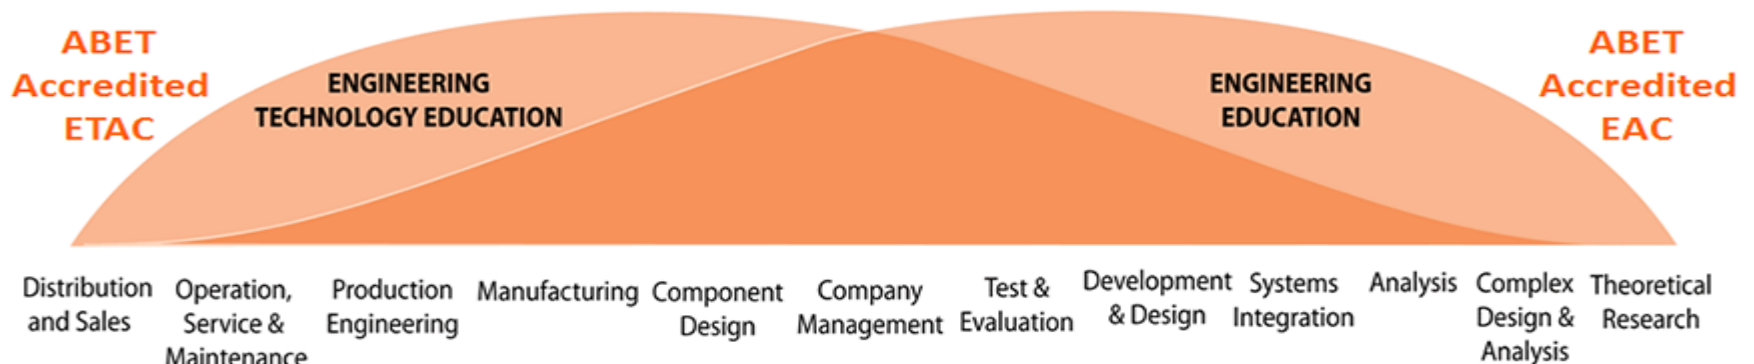 ABET
Accredited
ETAC
ENGINEERING
TECHNOLOGY EDUCATION
ENGINEERING
EDUCATION
ABET
Accredited
EAC
Distribution
and Sales
Operation,
Service &
Maintenance
Production
Engineering
Manufacturing
Component
Design
Company
Management
Test &
Evaluation
Development
& Design
Systems
Integration
Analysis
Complex
Design &
Analysis
Theoretical
Research